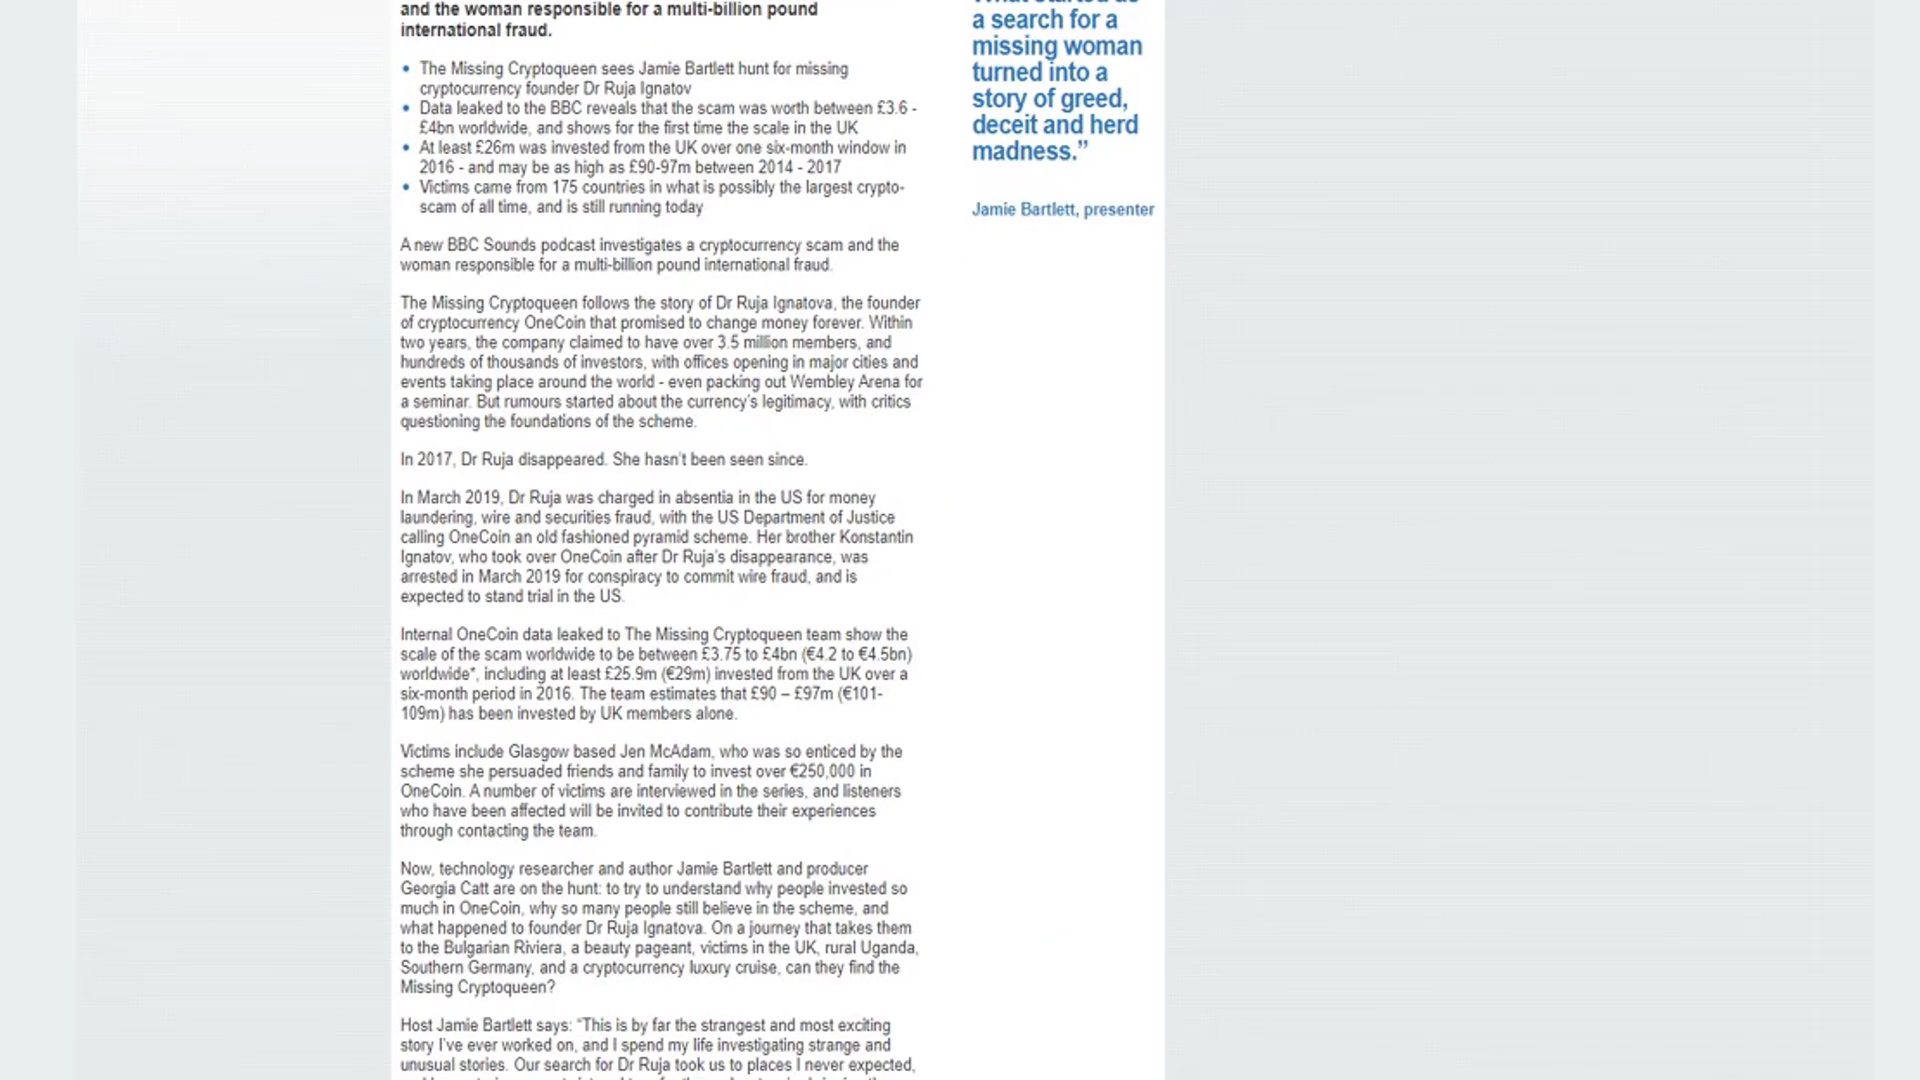 and the woman responsible for a multi-billion pound
international fraud.
The Missing Cryptoqueen sees Jamie Bartlett hunt for missing
cryptocurrency founder Dr Ruja Ignatov
Data leaked to the BBC reveals that the scam was worth between £3.6 -
£4bn worldwide, and shows for the first time the scale in the UK
At least £26m was invested from the UK over one six-month window in
2016 - and may be as high as £90-97m between 2014 - 2017
Victims came from 175 countries in what is possibly the largest crypto-
scam of all time, and is still running today
A new BBC Sounds podcast investigates a cryptocurrency scam and the
woman responsible for a multi-billion pound international fraud.
The Missing Cryptoqueen follows the story of Dr Ruja Ignatova, the founder
of cryptocurrency OneCoin that promised to change money forever. Within
two years, the company claimed to have over 3.5 million members, and
hundreds of thousands of investors, with offices opening in major cities and
events taking place around the world - even packing out Wembley Arena for
a seminar. But rumours started about the currency's legitimacy, with critics
questioning the foundations of the scheme.
In 2017, Dr Ruja disappeared. She hasn't been seen since.
In March 2019, Dr Ruja was charged in absentia in the US for money
laundering, wire and securities fraud, with the US Department of Justice
calling OneCoin an old fashioned pyramid scheme. Her brother Konstantin
Ignatov, who took over OneCoin after Dr Ruja's disappearance, was
arrested in March 2019 for conspiracy to commit wire fraud, and is
expected to stand trial in the US.
Internal OneCoin data leaked to The Missing Cryptoqueen team show the
scale of the scam worldwide to be between £3.75 to £4bn (€4.2 to €4.5bn)
worldwide*, including at least £25.9m (€29m) invested from the UK over a
six-month period in 2016. The team estimates that £90 – £97m (€101-
109m) has been invested by UK members alone.
Victims include Glasgow based Jen McAdam, who was so enticed by the
scheme she persuaded friends and family to invest over €250,000 in
OneCoin. A number of victims are interviewed in the series, and listeners
who have been affected will be invited to contribute their experiences
through contacting the team.
Now, technology researcher and author Jamie Bartlett and producer
Georgia Catt are on the hunt: to try to understand why people invested so
much in OneCoin, why so many people still believe in the scheme, and
what happened to founder Dr Ruja Ignatova. On a journey that takes them
to the Bulgarian Riviera, a beauty pageant, victims in the UK, rural Uganda,
Southern Germany, and a cryptocurrency luxury cruise, can they find the
Missing Cryptoqueen?
Host Jamie Bartlett says: “This is by far the strangest and most exciting
story I've ever worked on, and I spend my life investigating strange and
unusual stories. Our search for Dr Ruja took us to places I never expected,
What started as
a search for a
missing woman
turned into a
story of greed,
deceit and herd
madness.”
Jamie Bartlett, presenter